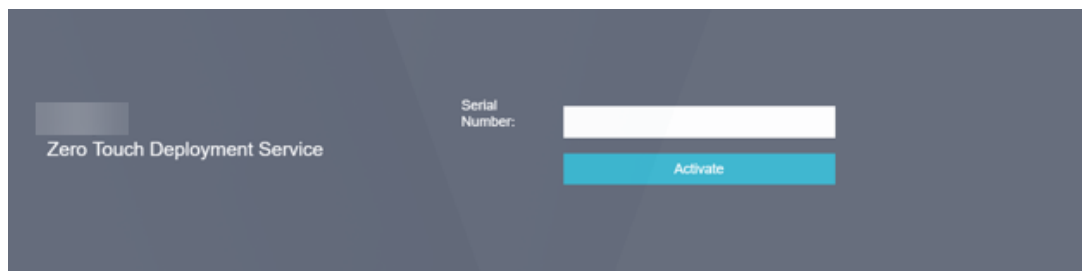 Serial
Number:
Zero Touch Deployment Service
Activate